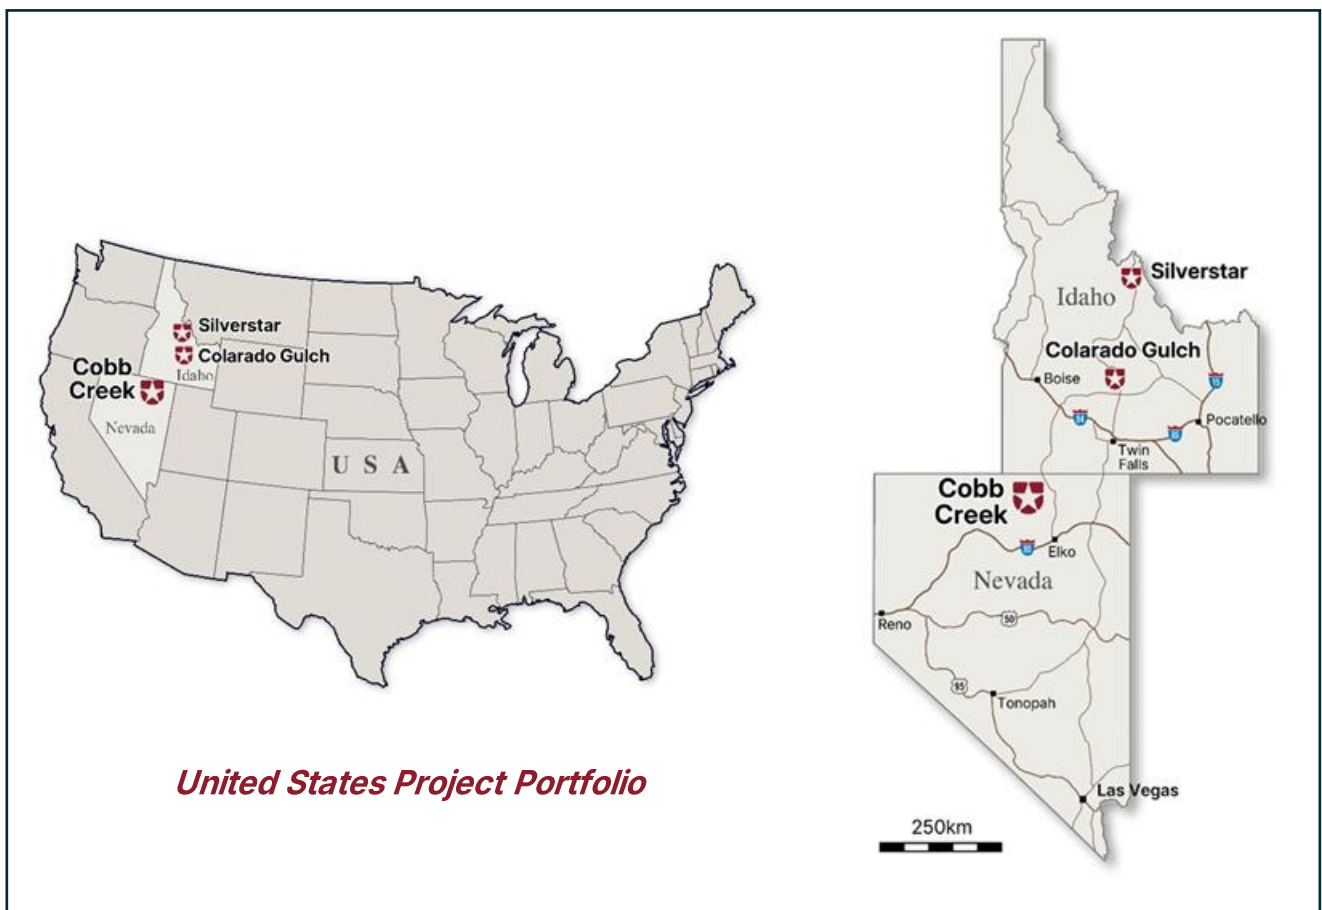 Silverstar
Colarado Gulch
Idaho
Cobb
Creek
Nevada
U S A
United States Project Portfolio
Silverstar
Idaho
Colarado Gulch
Boise
15
84
Pocatello
Twin
Falls
Cobb
Creek
80
Elko
Nevada
Reno
50
95
Tonopah
Las Vegas
250km